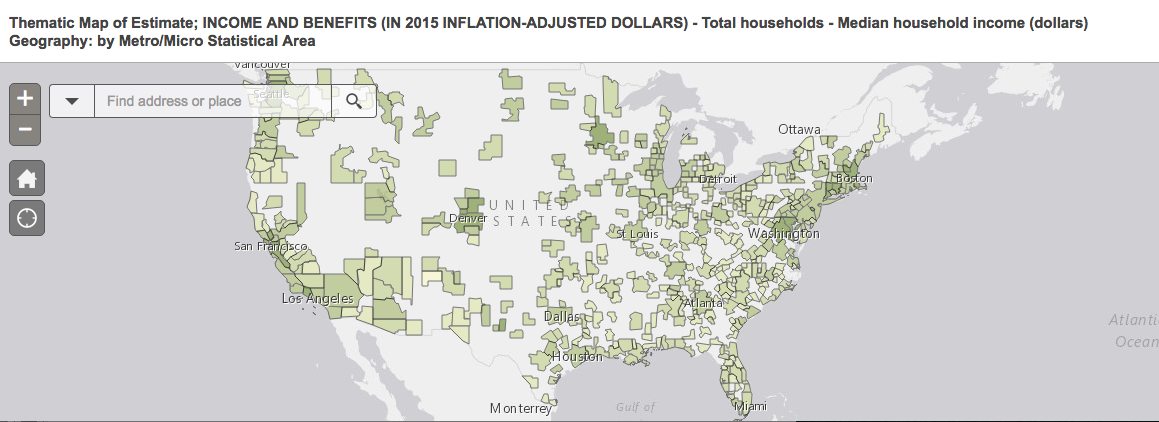 Thematic Map of Estimate; INCOME AND BENEFITS (IN 2015 INFLATION-ADJUSTED DOLLARS) - Total households - Median household income (dollars)
Geography: by Metro/Micro Statistical Area
Vancouver
+
Find address or place
Seattle
−
Ottawa
Detroit
Boston
UNITED
STATES
Denver
St Louis
Washington
San Francisco
Los Angeles
Atlanta
Dallas
Atlanti
Ocean
Houston
Monterrey
Gulf of
Miami